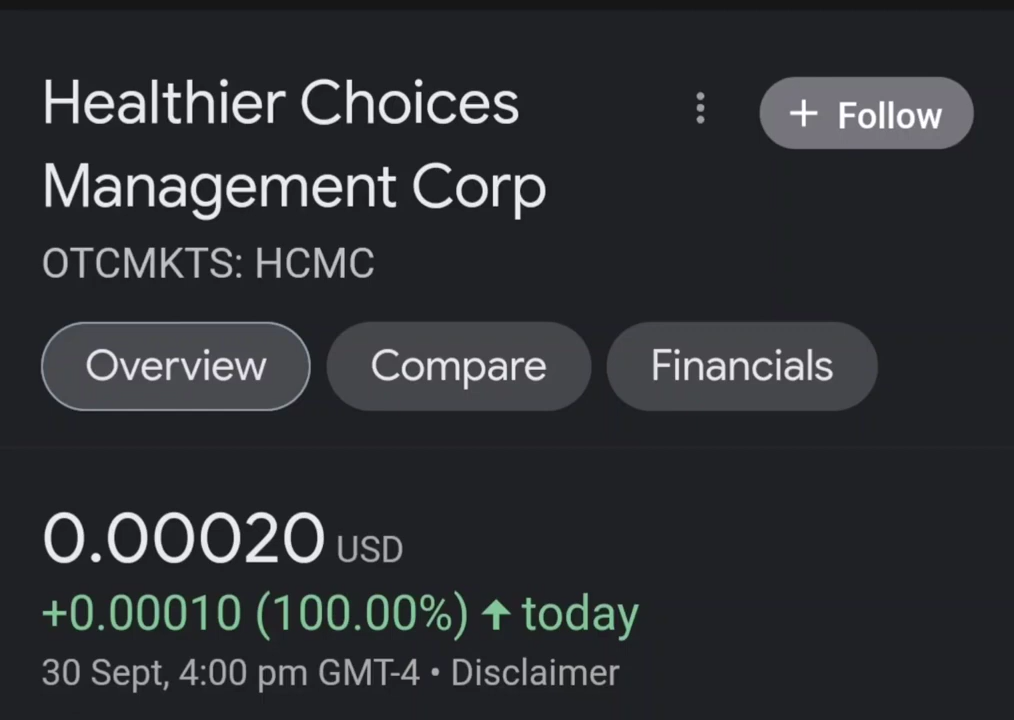 Healthier Choices
Management Corp
+ Follow
OTCMKTS: HCMC
Overview Compare Financials
0.00020 USD
+0.00010 (100.00%) ↑ today
30 Sept, 4:00 pm GMT-4 • Disclaimer